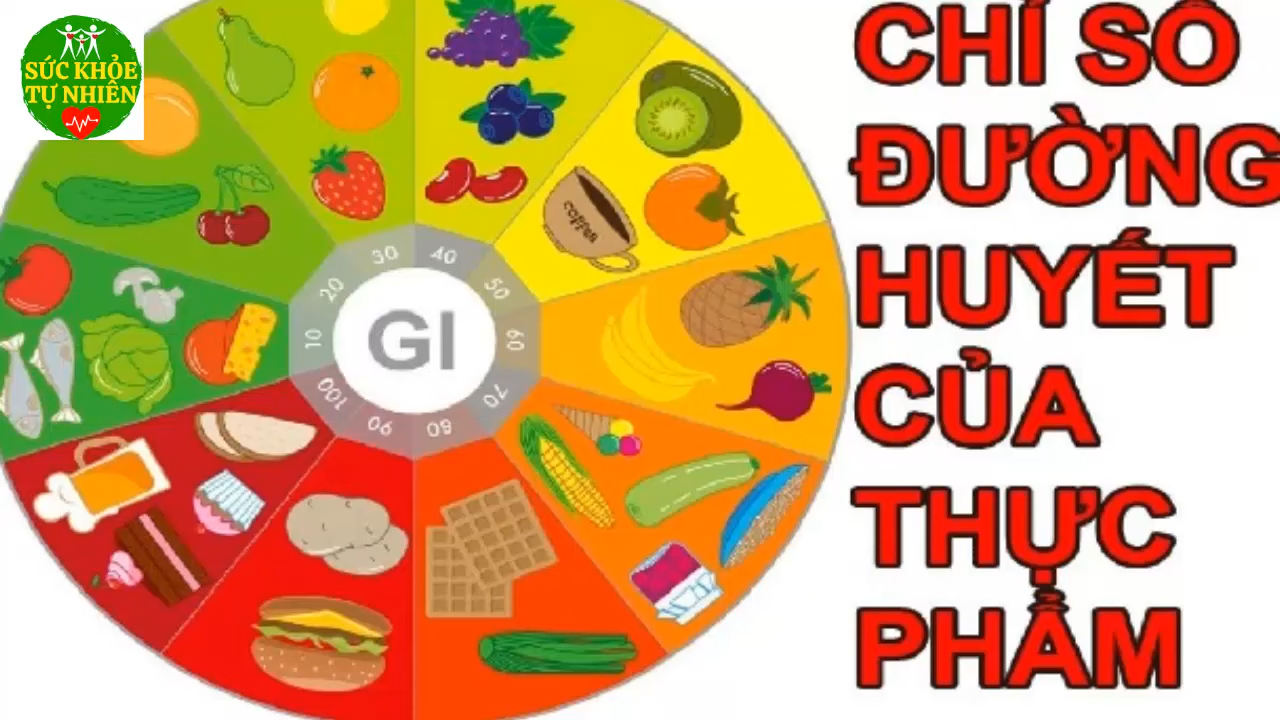 SỨC KHỎE
TỰ NHIÊN
CHỈ SỐ
ĐƯỜNG
HUYẾT
CỦA
THỰC
PHẨM
COFFEE
GI
10
20
30
40
50
60
70
80
90
100